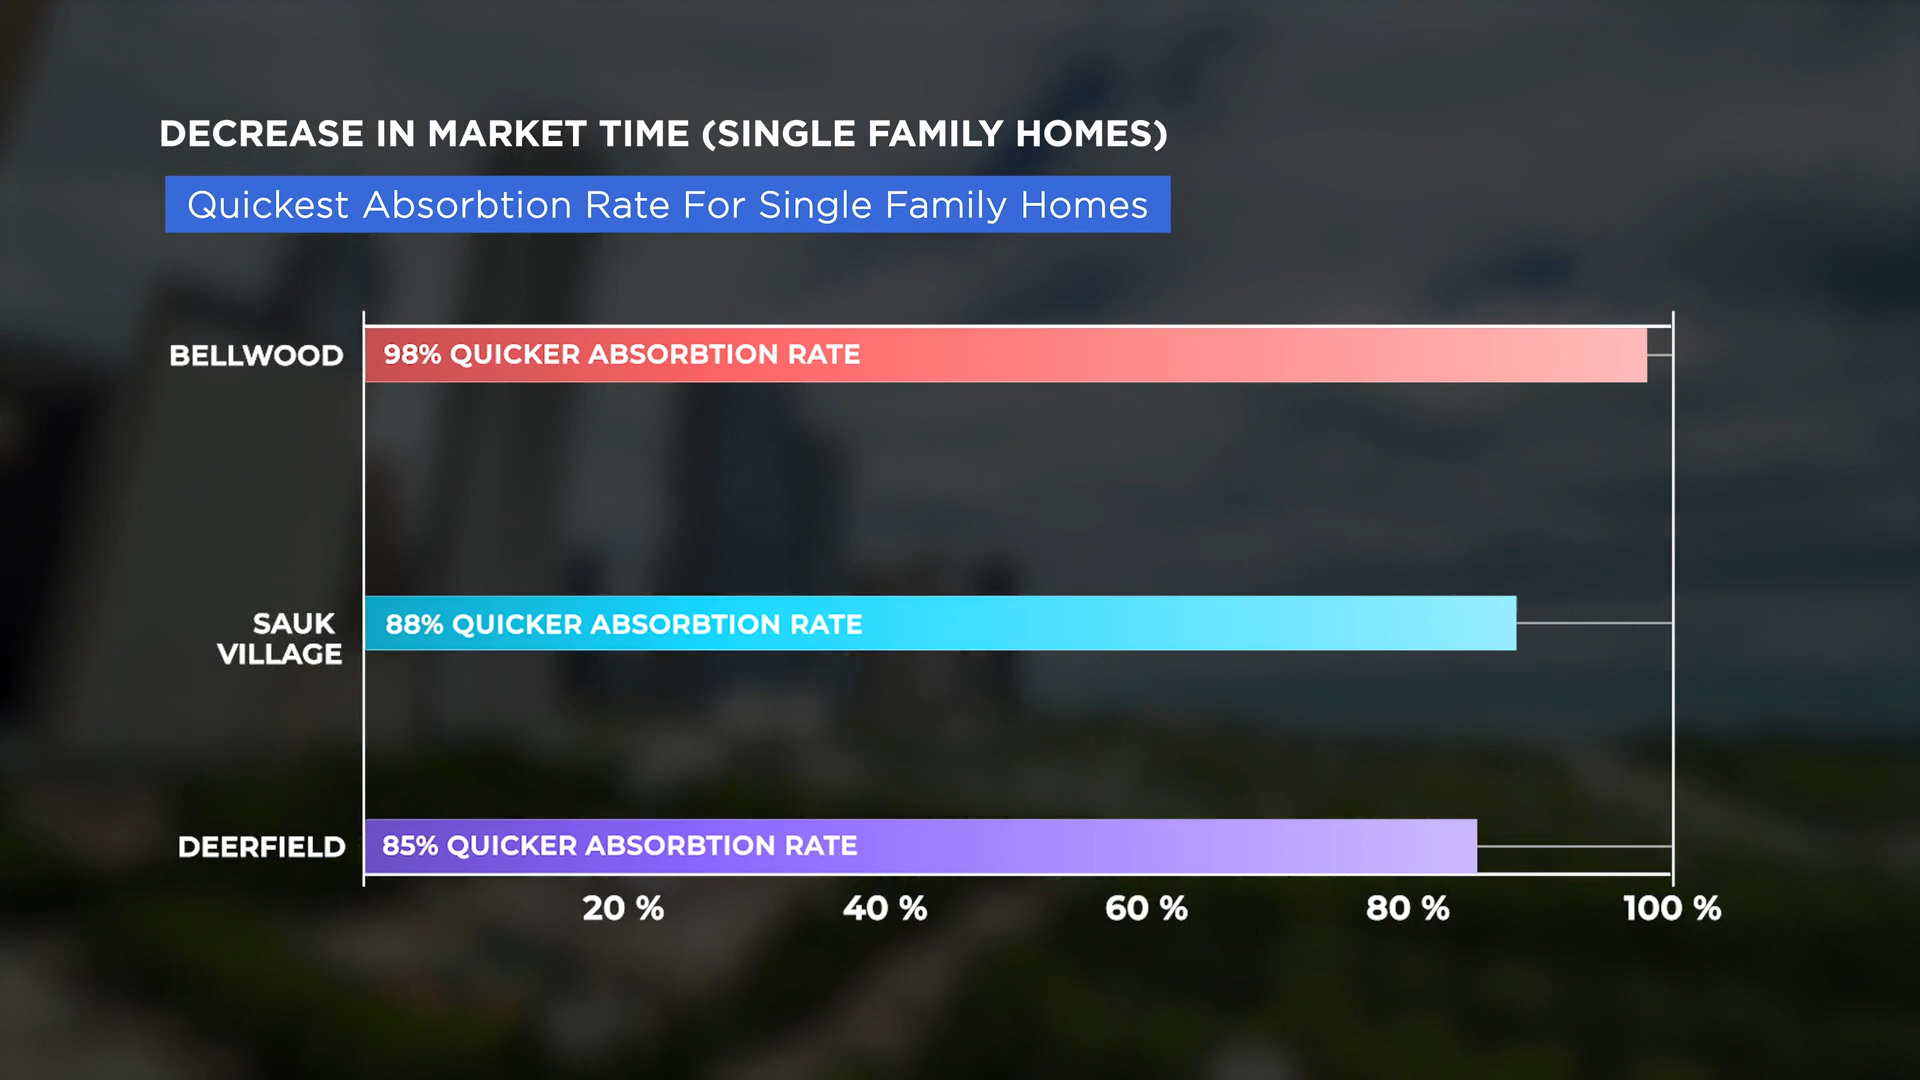 DECREASE IN MARKET TIME (SINGLE FAMILY HOMES)
Quickest Absorbtion Rate For Single Family Homes
BELLWOOD
98% QUICKER ABSORBTION RATE
SAUK
VILLAGE
88% QUICKER ABSORBTION RATE
DEERFIELD
85% QUICKER ABSORBTION RATE
20 % 40 % 60 % 80 % 100 %